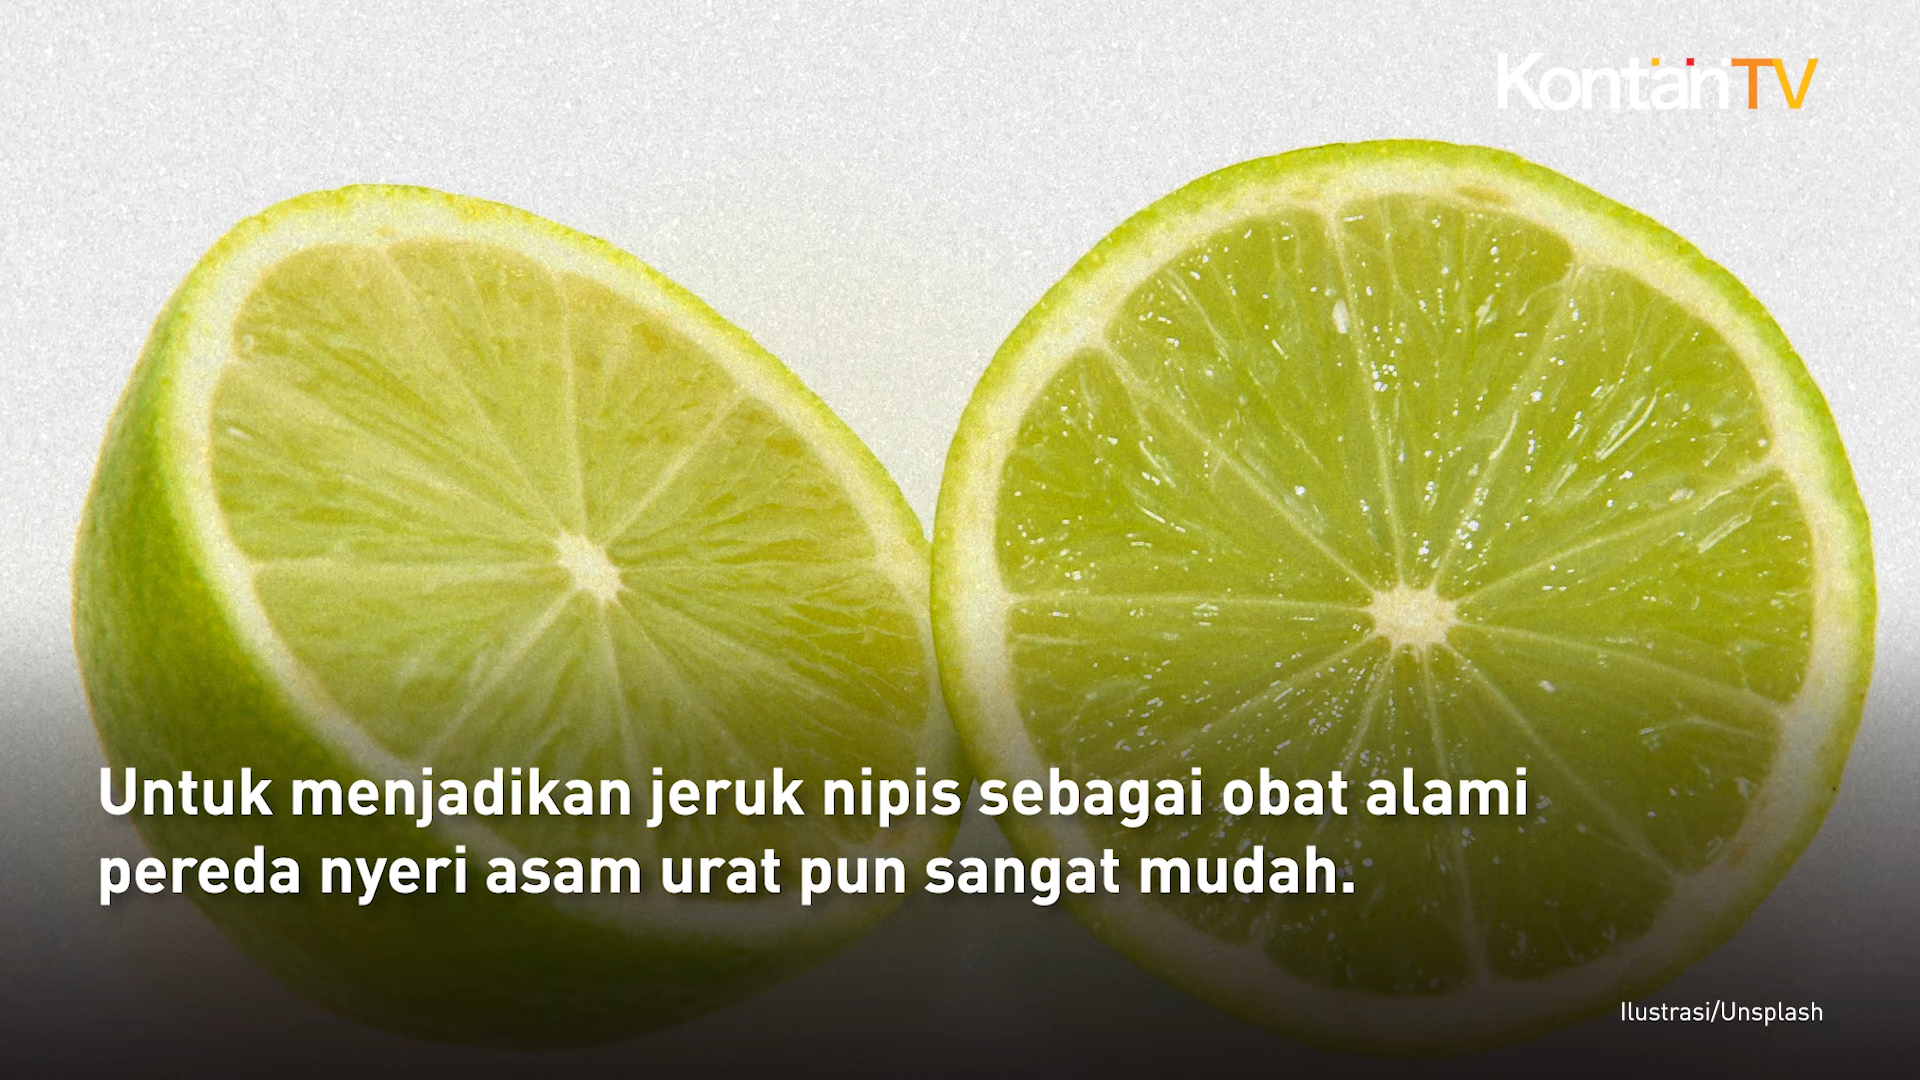 KontanTV
Untuk menjadikan jeruk nipis sebagai obat alami
pereda nyeri asam urat pun sangat mudah.
Ilustrasi/Unsplash